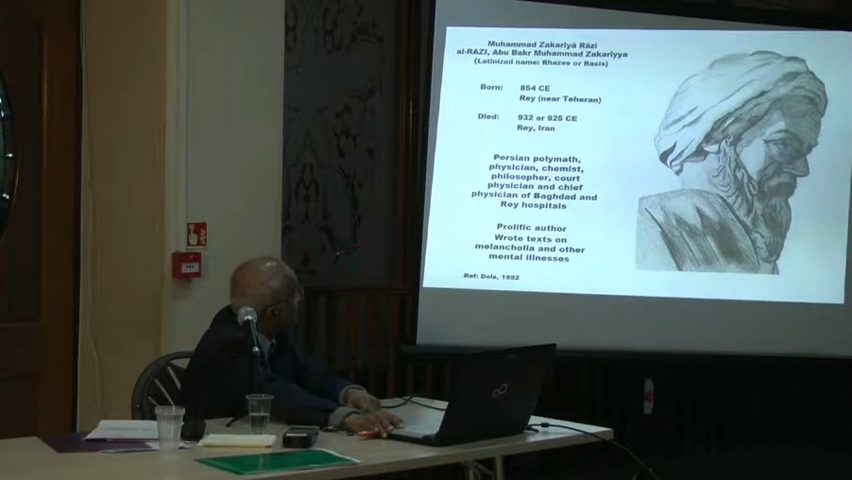 Muhammad Zakariyā Rāzi
al-RAZI, Abu Bakr Muhammad Zakariyya
(Latinized name: Rhazes or Rasis)
Born: 854 CE
Rey (near Teheran)
Died: 932 or 925 CE
Rey, Iran
Persian polymath,
physician, chemist,
philosopher, court
physician and chief
physician of Baghdad and
Rey hospitals
Prolific author
Wrote texts on
melancholia and other
mental illnesses
Ref: Dols, 1992